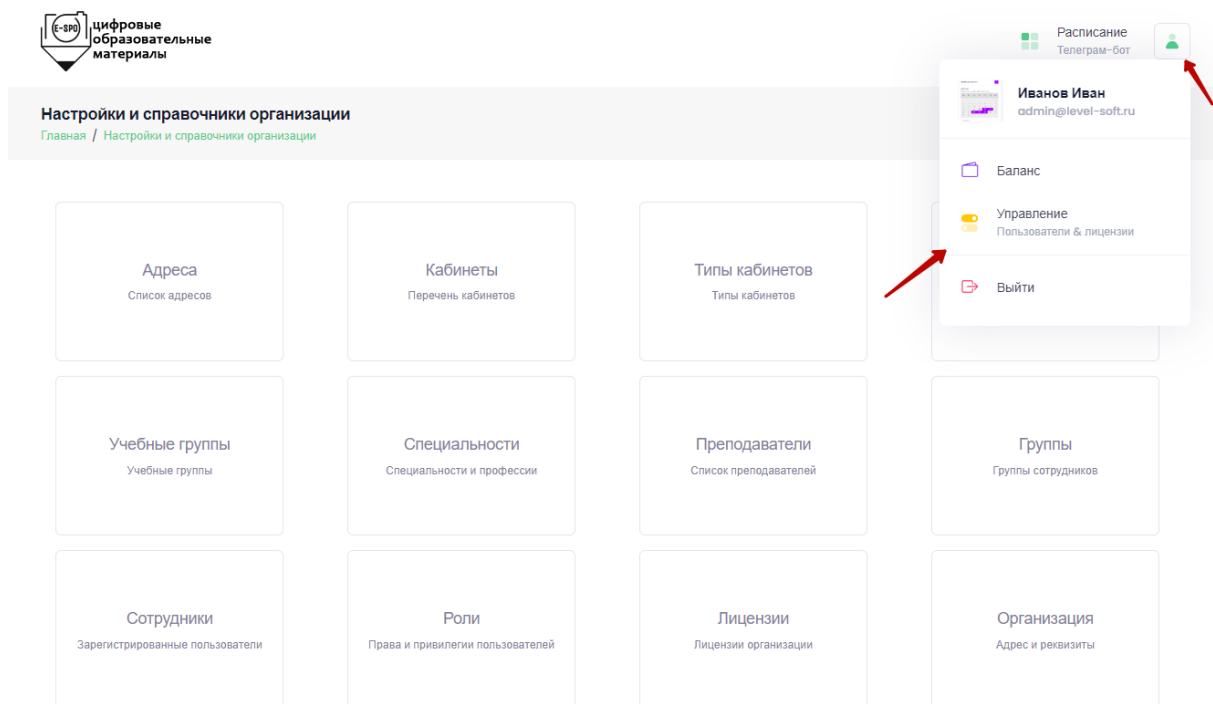 E-SPO
цифровые
образовательные
материалы
Расписание
Телеграм-бот
Иванов Иван
admin@level-soft.ru
Баланс
Управление
Пользователи & лицензии
Выйти
Настройки и справочники организации
Главная / Настройки и справочники организации
Адреса
Список адресов
Кабинеты
Перечень кабинетов
Типы кабинетов
Типы кабинетов
Учебные группы
Учебные группы
Специальности
Специальности и профессии
Преподаватели
Список преподавателей
Группы
Группы сотрудников
Сотрудники
Зарегистрированные пользователи
Роли
Права и привилегии пользователей
Лицензии
Лицензии организации
Организация
Адрес и реквизиты